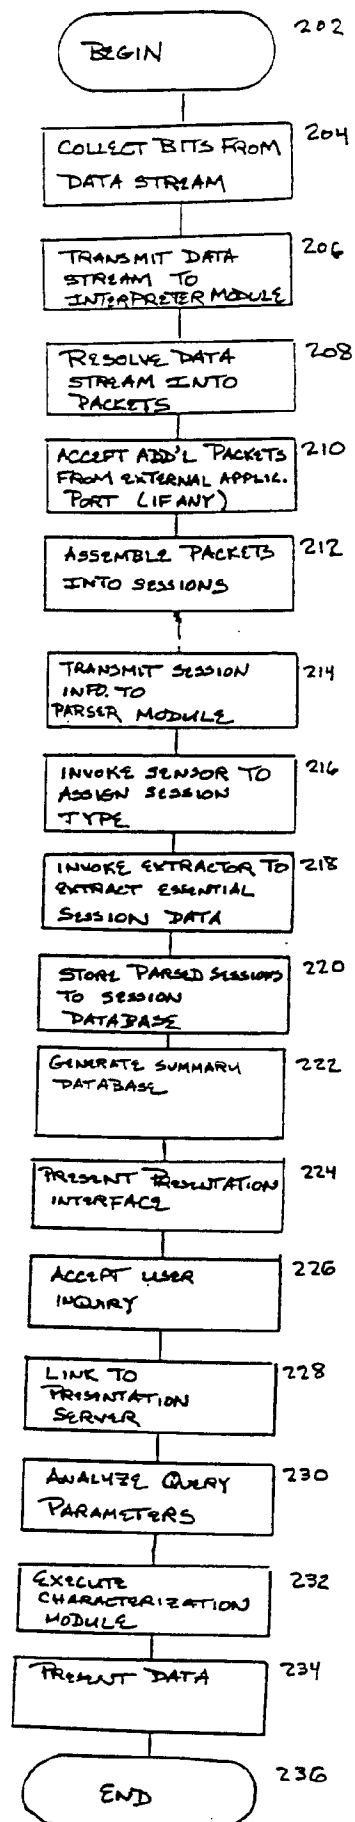 202
BEGIN
204
COLLECT BITS FROM
DATA STREAM
206
TRANSMIT DATA
STREAM TO
INTERPRETER MODULE
208
RESOLVE DATA
STREAM INTO
PACKETS
210
ACCEPT ADD'L PACKETS
FROM EXTERNAL APPLIC.
PORT (IF ANY)
212
ASSEMBLE PACKETS
INTO SESSIONS
214
TRANSMIT SESSION
INFO. TO
PARSER MODULE
216
INVOKE SENSOR TO
ASSIGN SESSION
TYPE
218
INVOKE EXTRACTOR TO
EXTRACT ESSENTIAL
SESSION DATA
220
STORE PARSED SESSIONS
TO SESSION
DATABASE
222
GENERATE SUMMARY
DATABASE
224
PRESENT PRESENTATION
INTERFACE
226
ACCEPT USER
INQUIRY
228
LINK TO
PRESENTATION
SERVER
230
ANALYZE QUERY
PARAMETERS
232
EXECUTE
CHARACTERIZATION
MODULE
234
PRESENT DATA
236
END